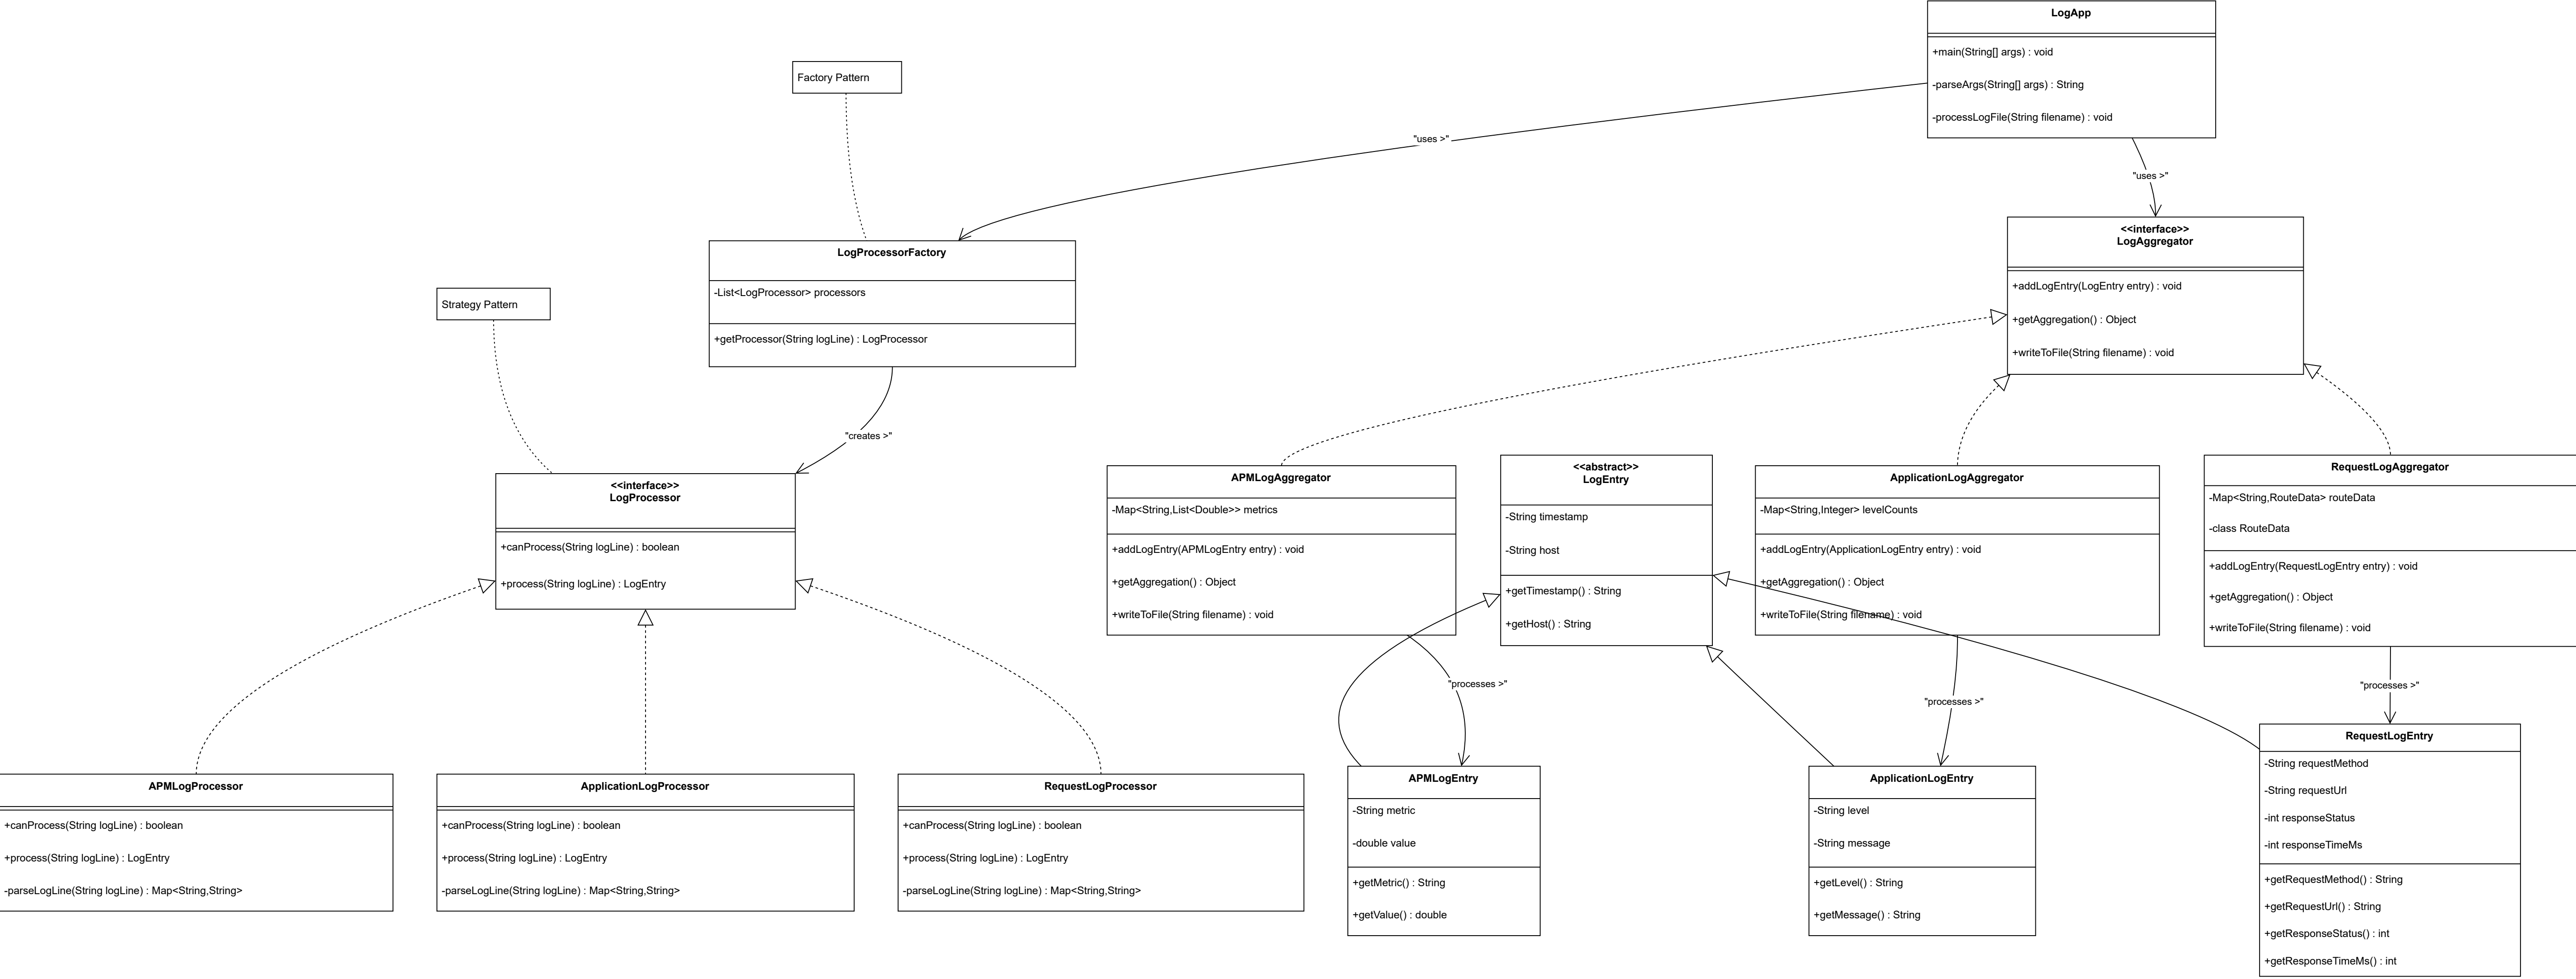 LogApp
+main(String[] args) : void
-parseArgs(String[] args) : String
-processLogFile(String filename) : void
Factory Pattern
"uses >"
"uses >"
LogProcessorFactory
-List<LogProcessor> processors
+getProcessor(String logLine) : LogProcessor
<<interface>>
LogAggregator
+addLogEntry(LogEntry entry) : void
+getAggregation() : Object
+writeToFile(String filename) : void
Strategy Pattern
"creates >"
<<interface>>
LogProcessor
+canProcess(String logLine) : boolean
+process(String logLine) : LogEntry
APMLogAggregator
-Map<String,List<Double>> metrics
+addLogEntry(APMLogEntry entry) : void
+getAggregation() : Object
+writeToFile(String filename) : void
<<abstract>>
LogEntry
-String timestamp
-String host
+getTimestamp() : String
+getHost() : String
ApplicationLogAggregator
-Map<String,Integer> levelCounts
+addLogEntry(ApplicationLogEntry entry) : void
+getAggregation() : Object
+writeToFile(String filename) : void
RequestLogAggregator
-Map<String,RouteData> routeData
-class RouteData
+addLogEntry(RequestLogEntry entry) : void
+getAggregation() : Object
+writeToFile(String filename) : void
"processes >"
"processes >"
"processes >"
APMLogProcessor
+canProcess(String logLine) : boolean
+process(String logLine) : LogEntry
-parseLogLine(String logLine) : Map<String,String>
ApplicationLogProcessor
+canProcess(String logLine) : boolean
+process(String logLine) : LogEntry
-parseLogLine(String logLine) : Map<String,String>
RequestLogProcessor
+canProcess(String logLine) : boolean
+process(String logLine) : LogEntry
-parseLogLine(String logLine) : Map<String,String>
APMLogEntry
-String metric
-double value
+getMetric() : String
+getValue() : double
ApplicationLogEntry
-String level
-String message
+getLevel() : String
+getMessage() : String
RequestLogEntry
-String requestMethod
-String requestUrl
-int responseStatus
-int responseTimeMs
+getRequestMethod() : String
+getRequestUrl() : String
+getResponseStatus() : int
+getResponseTimeMs() : int